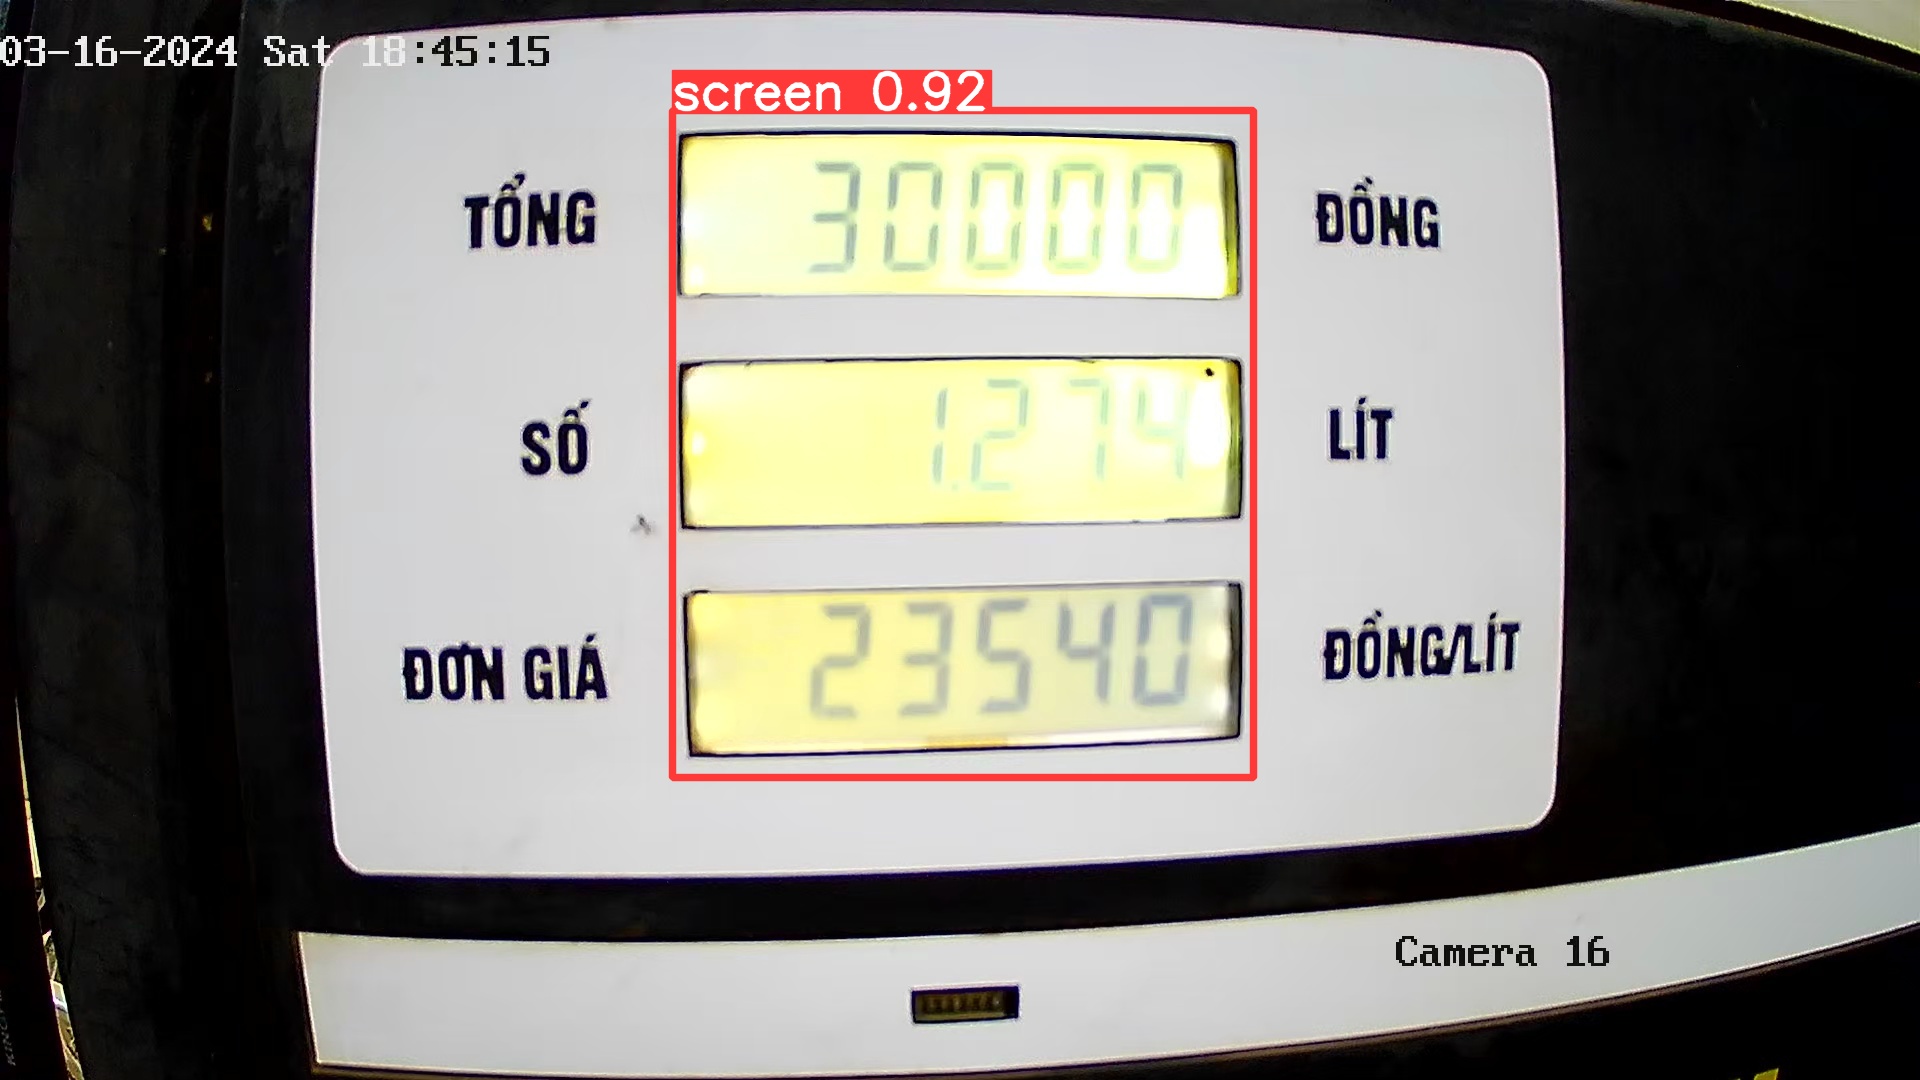 03-16-2024 Sat 18:45:15
screen 0.92
TỔNG 30000 ĐỒNG
SỐ 1.274 LÍT
ĐƠN GIÁ 23540 ĐỒNG/LÍT
Camera 16